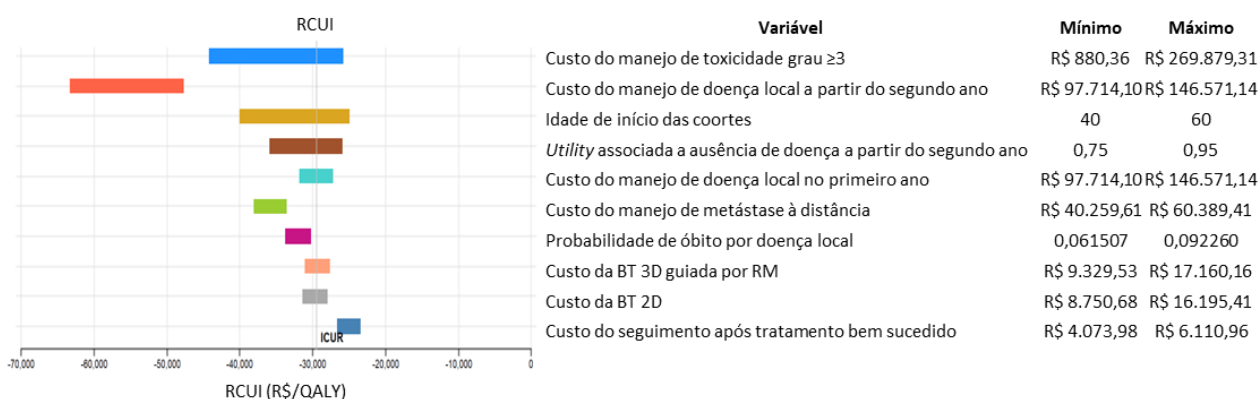 RCUI
Variável Mínimo Máximo
Custo do manejo de toxicidade grau ≥3 R$ 880,36 R$ 269.879,31
Custo do manejo de doença local a partir do segundo ano R$ 97.714,10 R$ 146.571,14
Idade de início das coortes 40 60
Utility associada a ausência de doença a partir do segundo ano 0,75 0,95
Custo do manejo de doença local no primeiro ano R$ 97.714,10 R$ 146.571,14
Custo do manejo de metástase à distância R$ 40.259,61 R$ 60.389,41
Probabilidade de óbito por doença local 0,061507 0,092260
Custo da BT 3D guiada por RM R$ 9.329,53 R$ 17.160,16
Custo da BT 2D R$ 8.750,68 R$ 16.195,41
Custo do seguimento após tratamento bem sucedido R$ 4.073,98 R$ 6.110,96
ICUR
-70,000 -60,000 -50,000 -40,000 -30,000 -20,000 -10,000 0
RCUI (R$/QALY)